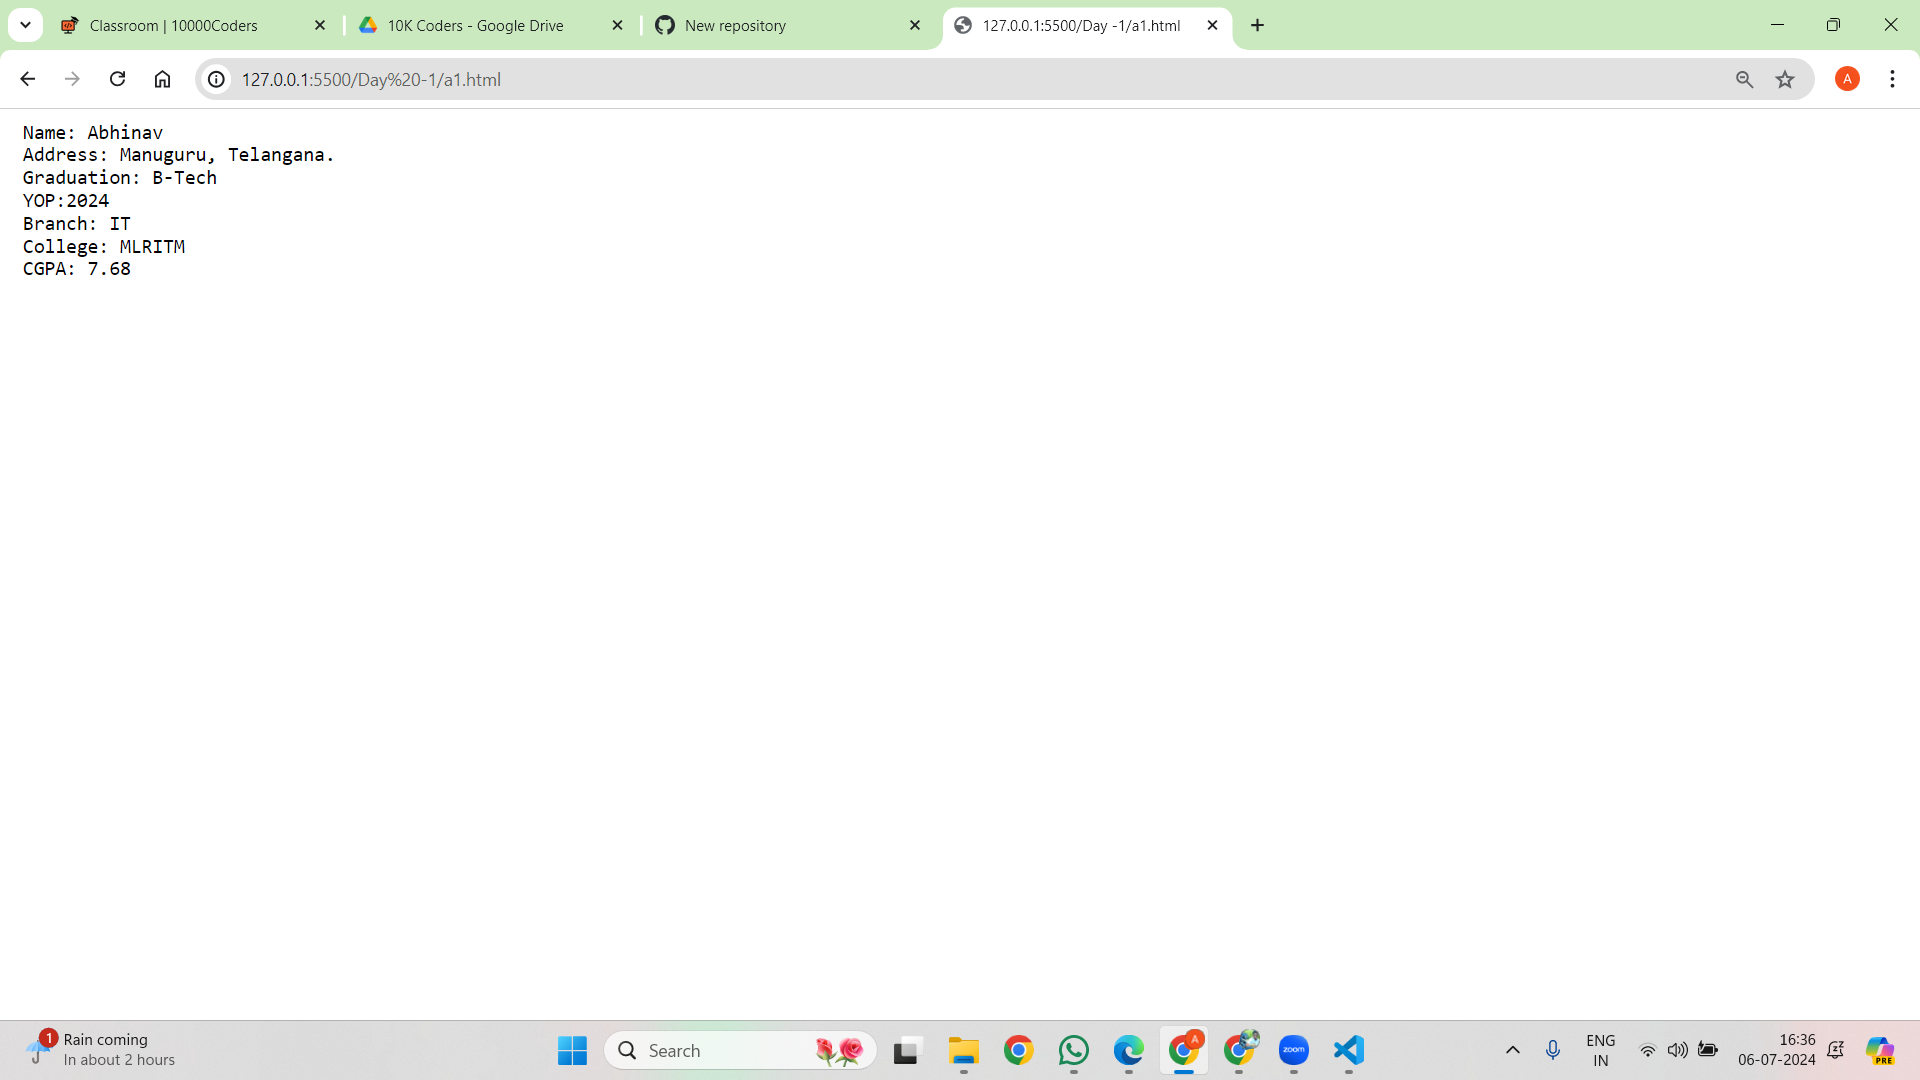 Classroom | 10000Coders
10K Coders - Google Drive
New repository
127.0.0.1:5500/Day -1/a1.html
127.0.0.1:5500/Day%20-1/a1.html
A
Name: Abhinav
Address: Manuguru, Telangana.
Graduation: B-Tech
YOP:2024
Branch: IT
College: MLRITM
CGPA: 7.68
1
Rain coming
In about 2 hours
Search
A
zoom
ENG
IN
16:36
06-07-2024
PRE